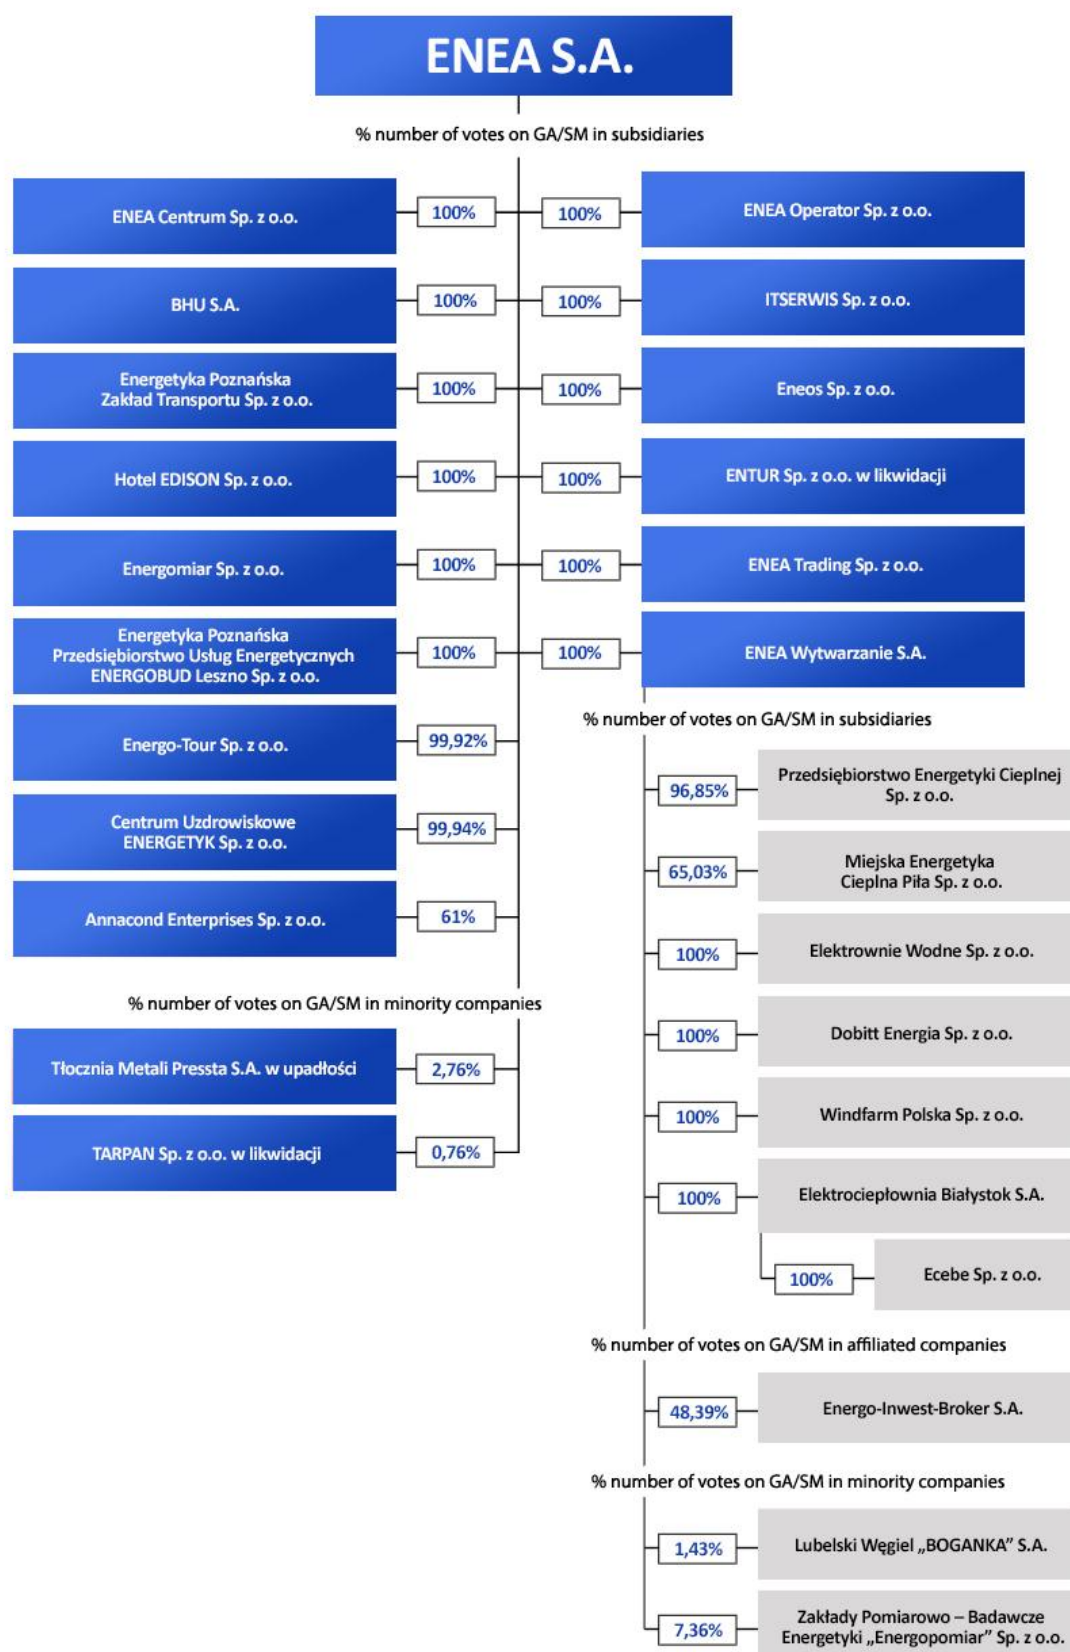 ENEA S.A.
% number of votes on GA/SM in subsidiaries
ENEA Centrum Sp. z o.o.
100%
100%
ENEA Operator Sp. z o.o.
BHU S.A.
100%
100%
ITSERWIS Sp. z o.o.
Energetyka Poznańska
Zakład Transportu Sp. z o.o.
100%
100%
Eneos Sp. z o.o.
Hotel EDISON Sp. z o.o.
100%
100%
ENTUR Sp. z o.o. w likwidacji
Energomiar Sp. z o.o.
100%
100%
ENEA Trading Sp. z o.o.
Energetyka Poznańska
Przedsiębiorstwo Usług Energetycznych
ENERGOBUD Leszno Sp. z o.o.
100%
100%
ENEA Wytwarzanie S.A.
Energo-Tour Sp. z o.o.
99,92%
Centrum Uzdrowiskowe
ENERGETYK Sp. z o.o.
99,94%
Annacond Enterprises Sp. z o.o.
61%
% number of votes on GA/SM in minority companies
Tłocznia Metali Pressta S.A. w upadłości
2,76%
TARPAN Sp. z o.o. w likwidacji
0,76%
% number of votes on GA/SM in subsidiaries
96,85%
Przedsiębiorstwo Energetyki Cieplnej
Sp. z o.o.
65,03%
Miejska Energetyka
Cieplna Piła Sp. z o.o.
100%
Elektrownie Wodne Sp. z o.o.
100%
Dobitt Energia Sp. z o.o.
100%
Windfarm Polska Sp. z o.o.
100%
Elektrociepłownia Białystok S.A.
100%
Ecebe Sp. z o.o.
% number of votes on GA/SM in affiliated companies
48,39%
Energo-Inwest-Broker S.A.
% number of votes on GA/SM in minority companies
1,43%
Lubelski Węgiel „BOGANKA” S.A.
7,36%
Zakłady Pomiarowo – Badawcze
Energetyki „Energopomiar” Sp. z o.o.